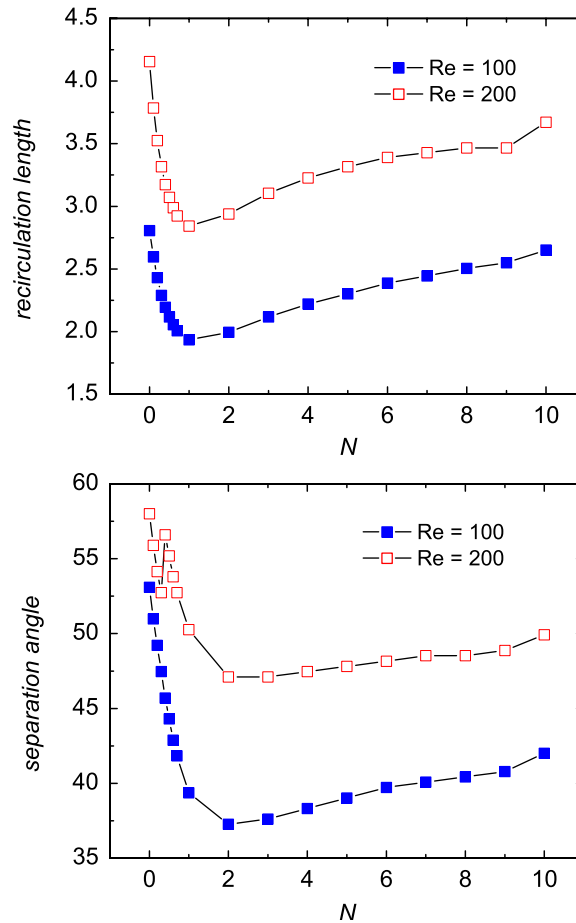 4.5
4.0
3.5
3.0
2.5
2.0
1.5
recirculation length
Re = 100
Re = 200
0 2 4 6 8 10
N
60
55
50
45
40
35
separation angle
Re = 100
Re = 200
0 2 4 6 8 10
N